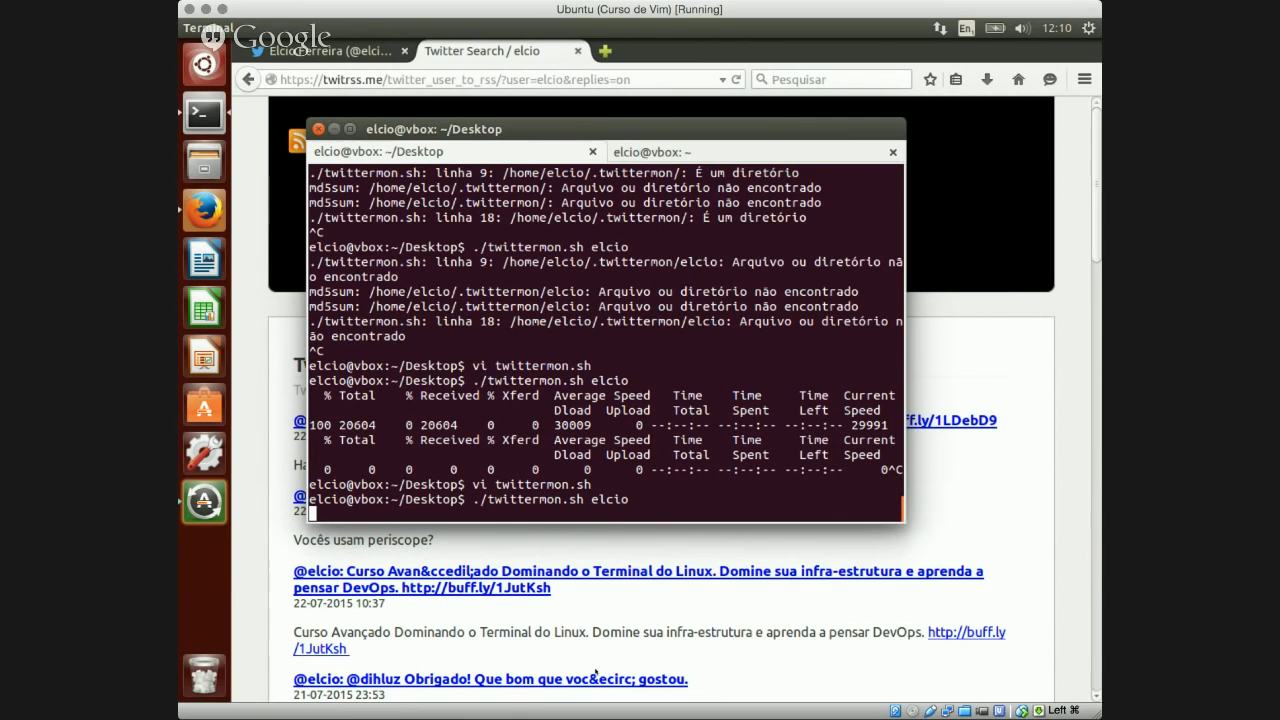 Ubuntu (Curso de Vim) [Running]
Terminal
Google
En
12:10
Elcio Ferreira (@elci... ×
Twitter Search / elcio ×
https://twitrss.me/twitter_user_to_rss/?user=elcio&replies=on
Pesquisar
elcio@vbox: ~/Desktop
elcio@vbox: ~/Desktop ×
elcio@vbox: ~ ×
./twittermon.sh: linha 9: /home/elcio/.twittermon/: É um diretório
md5sum: /home/elcio/.twittermon/: Arquivo ou diretório não encontrado
md5sum: /home/elcio/.twittermon/: Arquivo ou diretório não encontrado
./twittermon.sh: linha 18: /home/elcio/.twittermon/: É um diretório
^C
elcio@vbox:~/Desktop$ ./twittermon.sh elcio
./twittermon.sh: linha 9: /home/elcio/.twittermon/elcio: Arquivo ou diretório nã
o encontrado
md5sum: /home/elcio/.twittermon/elcio: Arquivo ou diretório não encontrado
md5sum: /home/elcio/.twittermon/elcio: Arquivo ou diretório não encontrado
./twittermon.sh: linha 18: /home/elcio/.twittermon/elcio: Arquivo ou diretório n
ão encontrado
^C
elcio@vbox:~/Desktop$ vi twittermon.sh
elcio@vbox:~/Desktop$ ./twittermon.sh elcio
% Total % Received % Xferd Average Speed Time Time Time Current
Dload Upload Total Spent Left Speed
100 20604 0 20604 0 0 30009 0 --:--:-- --:--:-- --:--:-- 29991
% Total % Received % Xferd Average Speed Time Time Time Current
Dload Upload Total Spent Left Speed
0 0 0 0 0 0 0 0 --:--:-- --:--:-- --:--:-- 0^C
elcio@vbox:~/Desktop$ vi twittermon.sh
elcio@vbox:~/Desktop$ ./twittermon.sh elcio
ff.ly/1LDebD9
Vocês usam periscope?
@elcio: Curso Avan&ccedil;ado Dominando o Terminal do Linux. Domine sua infra-estrutura e aprenda a
pensar DevOps. http://buff.ly/1JutKsh
22-07-2015 10:37
Curso Avançado Dominando o Terminal do Linux. Domine sua infra-estrutura e aprenda a pensar DevOps. http://buff.ly
/1JutKsh
@elcio: @dihluz Obrigado! Que bom que voc&ecirc; gostou.
21-07-2015 23:53
Left ⌘